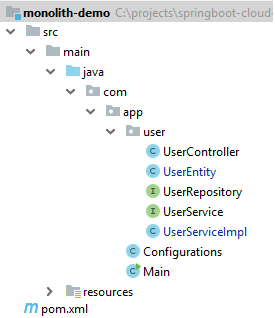 monolith-demo C:\projects\springboot-cloud-
src
main
java
com
app
user
UserController
UserEntity
UserRepository
UserService
UserServiceImpl
Configurations
Main
resources
pom.xml